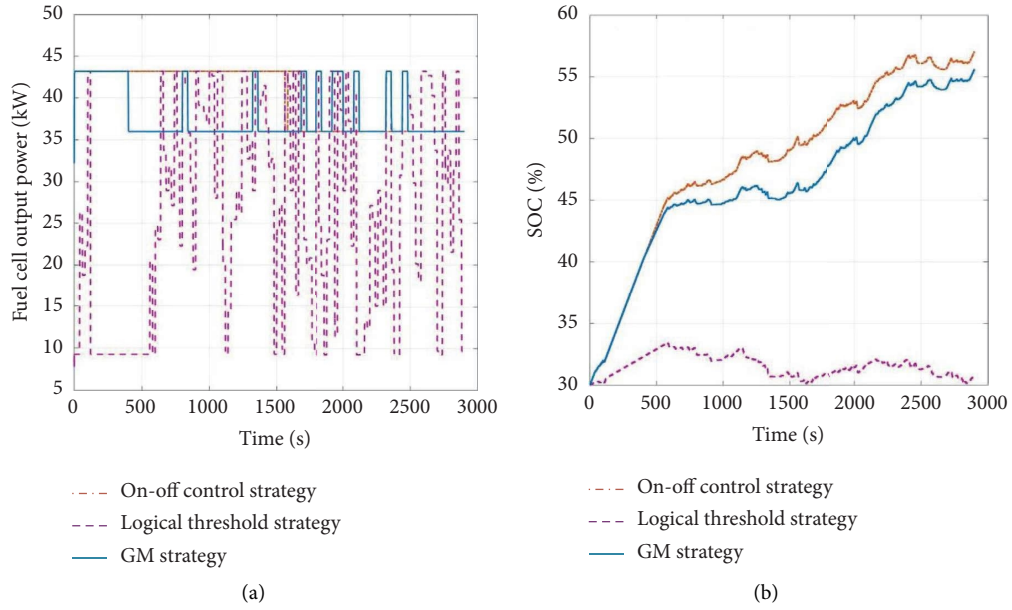 50
45
40
35
30
25
20
15
10
5
Fuel cell output power (kW)
0 500 1000 1500 2000 2500 3000
Time (s)
On-off control strategy
Logical threshold strategy
GM strategy
(a)
60
55
50
45
40
35
30
SOC (%)
0 500 1000 1500 2000 2500 3000
Time (s)
On-off control strategy
Logical threshold strategy
GM strategy
(b)